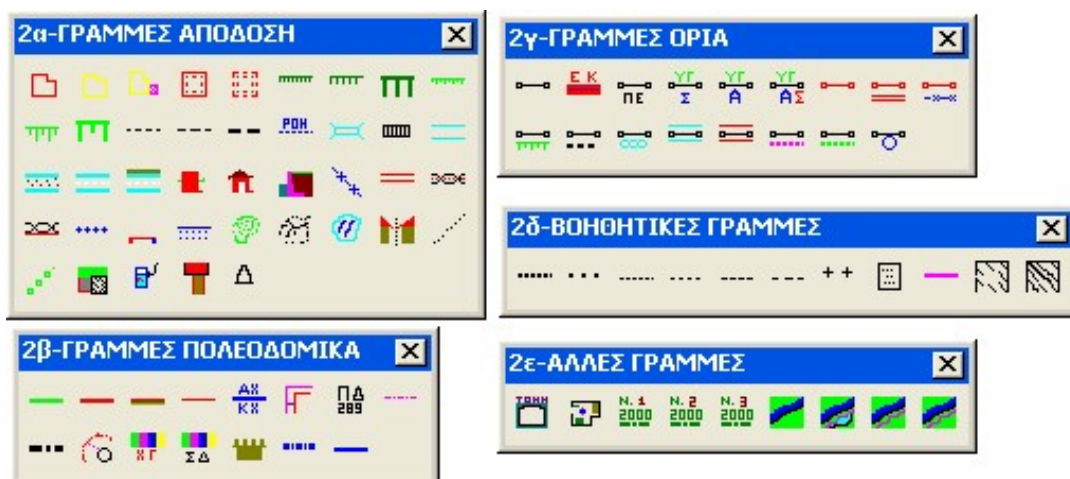 2α-ΓΡΑΜΜΕΣ ΑΠΟΔΟΣΗ
ΡΟΗ
Δ
2β-ΓΡΑΜΜΕΣ ΠΟΛΕΟΔΟΜΙΚΑ
ΑΧ
ΚΧ
ΠΔ
289
ΧΓ
ΣΔ
2γ-ΓΡΑΜΜΕΣ ΟΡΙΑ
Ε Κ
ΠΕ
ΥΓ
Σ
ΥΓ
Α
ΥΓ
ΑΣ
2δ-ΒΟΗΘΗΤΙΚΕΣ ΓΡΑΜΜΕΣ
2ε-ΑΛΛΕΣ ΓΡΑΜΜΕΣ
ΤΟΜΗ
Ν. 1
2000
Ν. 2
2000
Ν. 3
2000